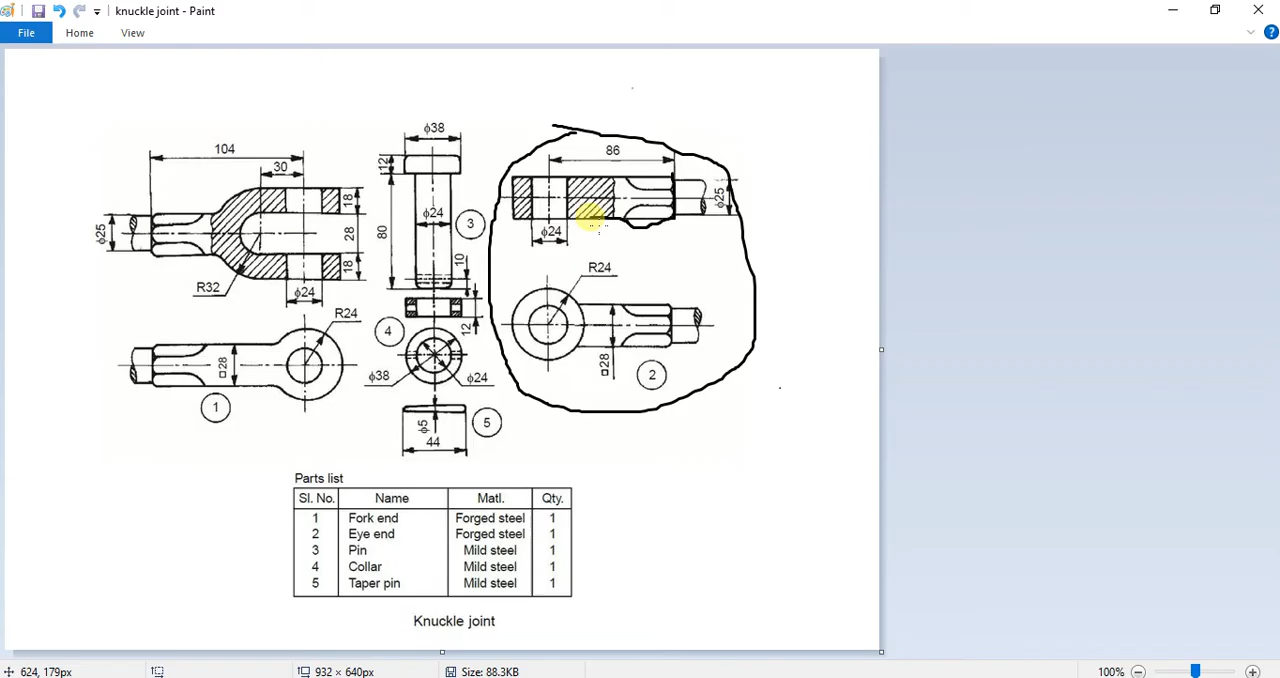 knuckle joint - Paint
File Home View
ϕ38
104
86
30
12
18
ϕ25
ϕ24
3
28
80
ϕ25
ϕ24
10
18
R32
ϕ24
R24
R24
4
12
□28
ϕ38
ϕ24
□28
2
1
ϕ5
5
44
Parts list
Sl. No. Name Matl. Qty.
1 Fork end Forged steel 1
2 Eye end Forged steel 1
3 Pin Mild steel 1
4 Collar Mild steel 1
5 Taper pin Mild steel 1
Knuckle joint
624, 179px 932 × 640px Size: 88.3KB 100%